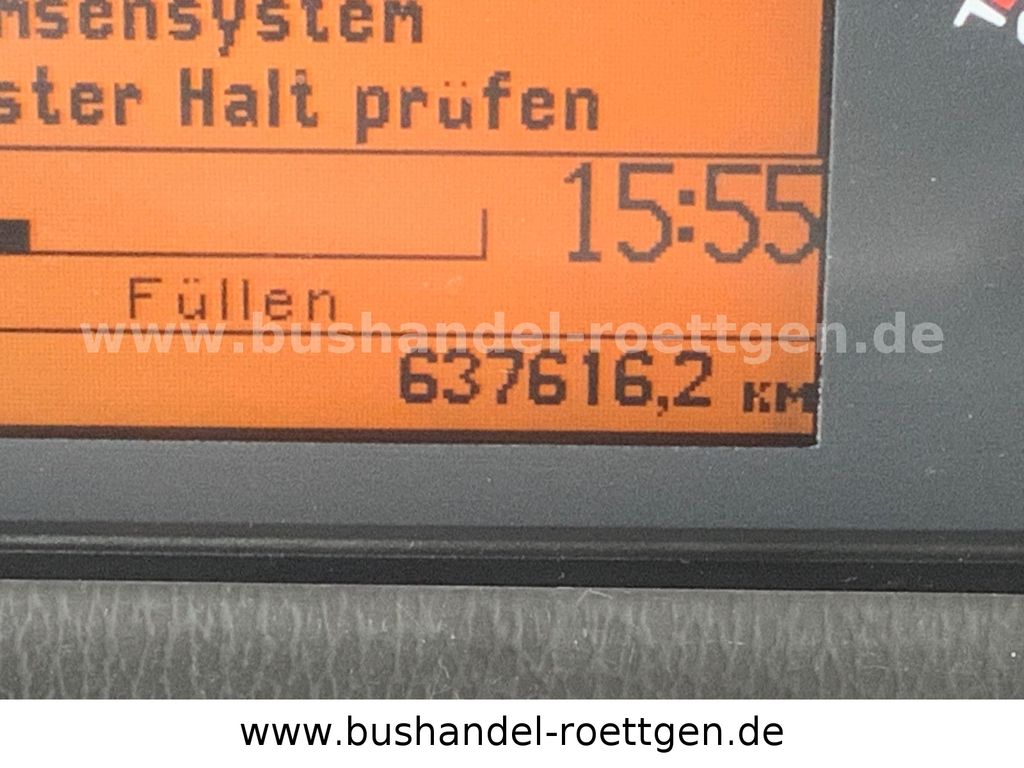 msensystem
ster Halt prüfen
15:55
Füllen
www.bushandel-roettgen.de
637616,2 KM
www.bushandel-roettgen.de